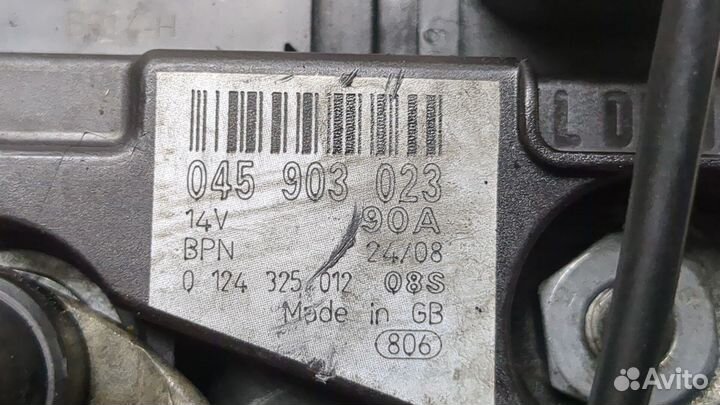 045 903 023
14V 90A
BPN 24/08
0 124 325 012 08S
Made in GB
806
Avito